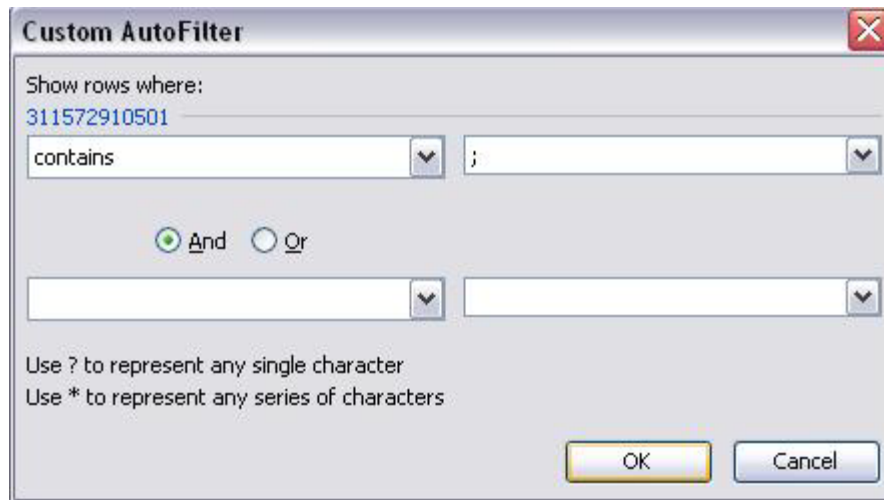 Custom AutoFilter
Show rows where:
311572910501
contains ;
And Or
Use ? to represent any single character
Use * to represent any series of characters
OK Cancel